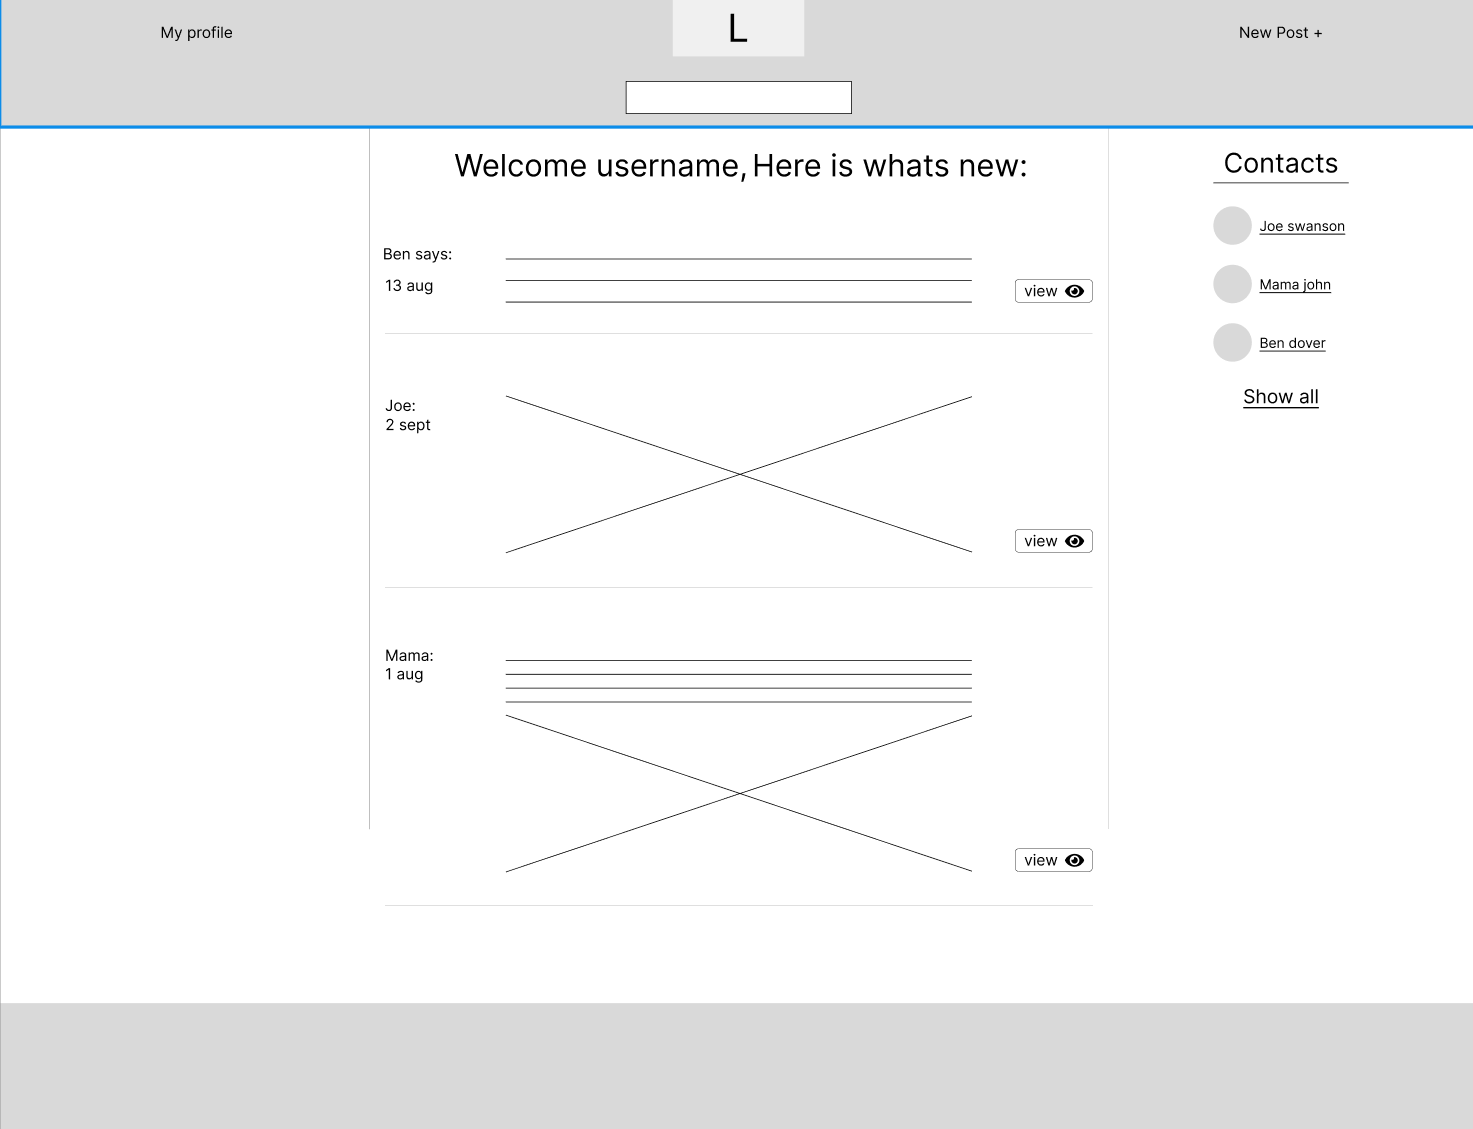 My profile
L
New Post +
Welcome username, Here is whats new:
Ben says:
13 aug
view
Joe:
2 sept
view
Mama:
1 aug
view
Contacts
Joe swanson
Mama john
Ben dover
Show all